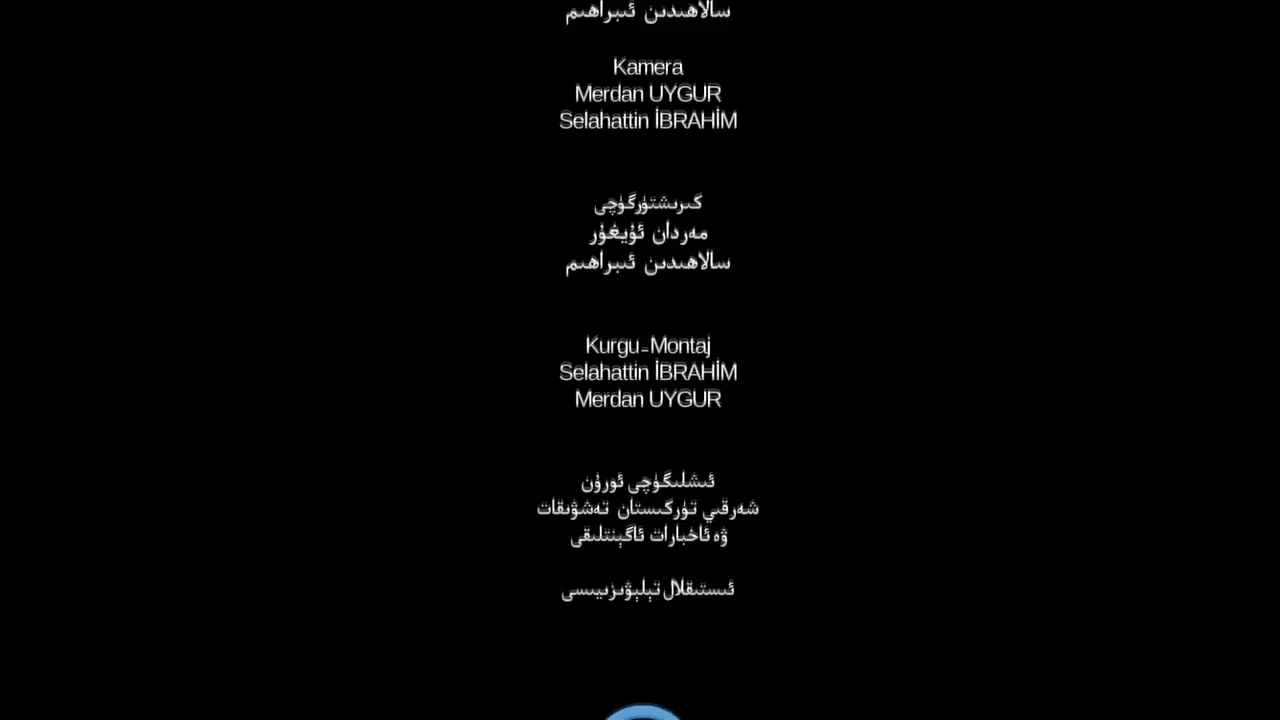 سالاھىدىن ئىبراھىم
Kamera
Merdan UYGUR
Selahattin İBRAHİM
كىرىشتۈرگۈچى
مەردان ئۇيغۇر
سالاھىدىن ئىبراھىم
Kurgu-Montaj
Selahattin İBRAHİM
Merdan UYGUR
ئىشلىگۈچى ئورۇن
شەرقىي تۈركىستان تەشۋىقات
ۋە ئاخبارات ئاگېنتلىقى
ئىستىقلال تېلېۋىزىيىسى